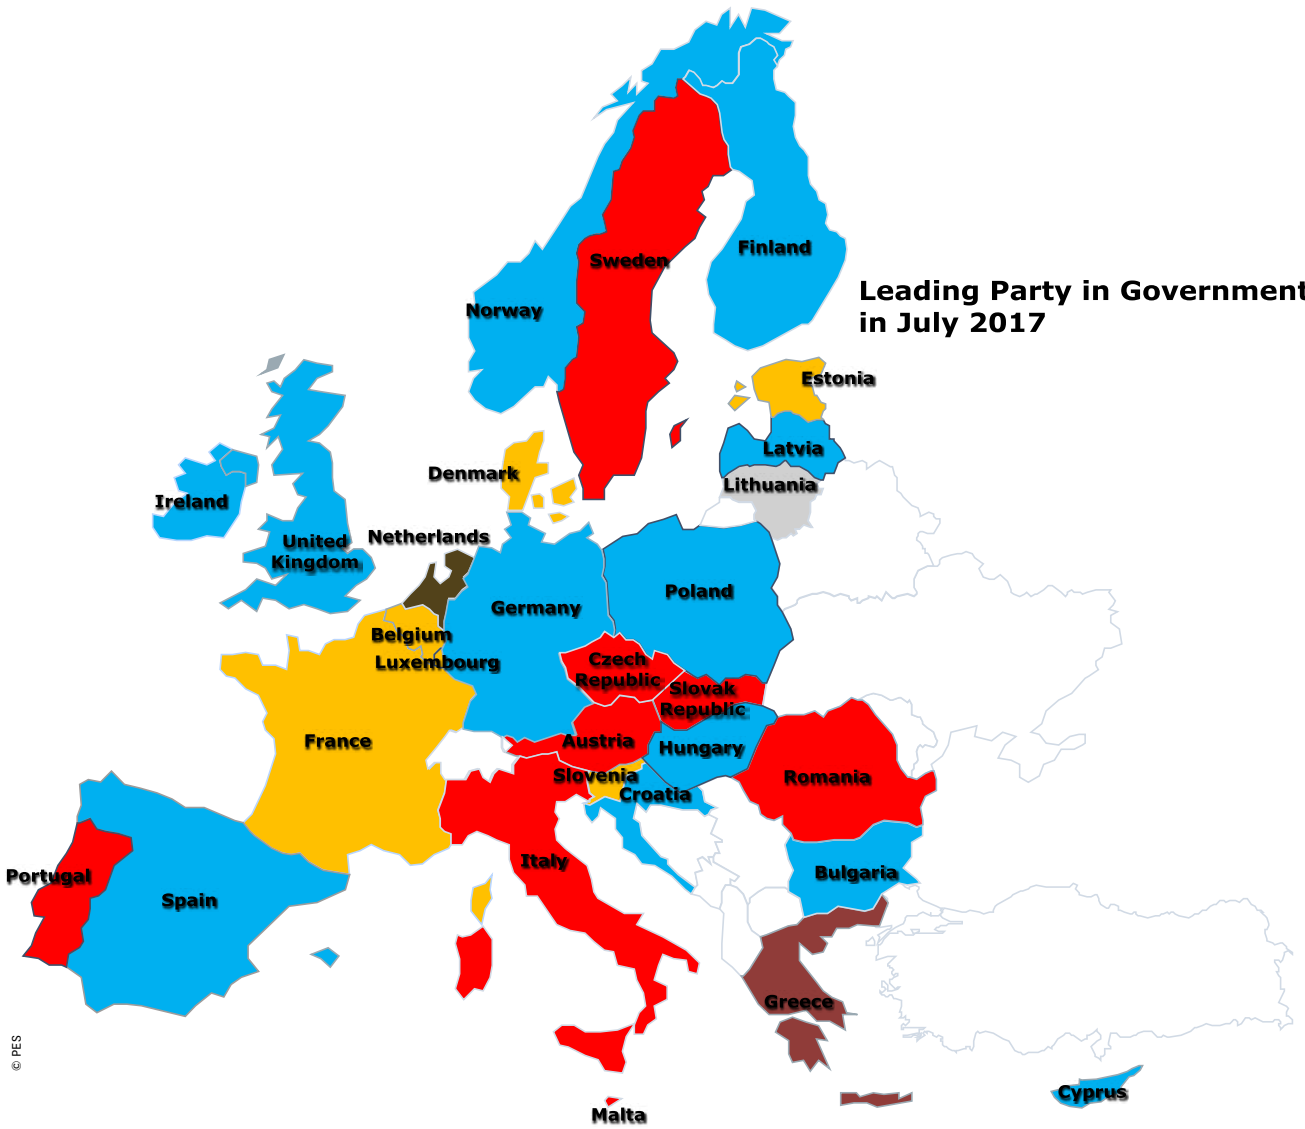 Leading Party in Government
in July 2017
Finland
Sweden
Norway
Estonia
Latvia
Lithuania
Denmark
Ireland
United
Kingdom
Netherlands
Poland
Germany
Belgium
Luxembourg
Czech
Republic
Slovak
Republic
France
Austria
Hungary
Slovenia
Croatia
Romania
Italy
Bulgaria
Portugal
Spain
Greece
Cyprus
Malta
© PES